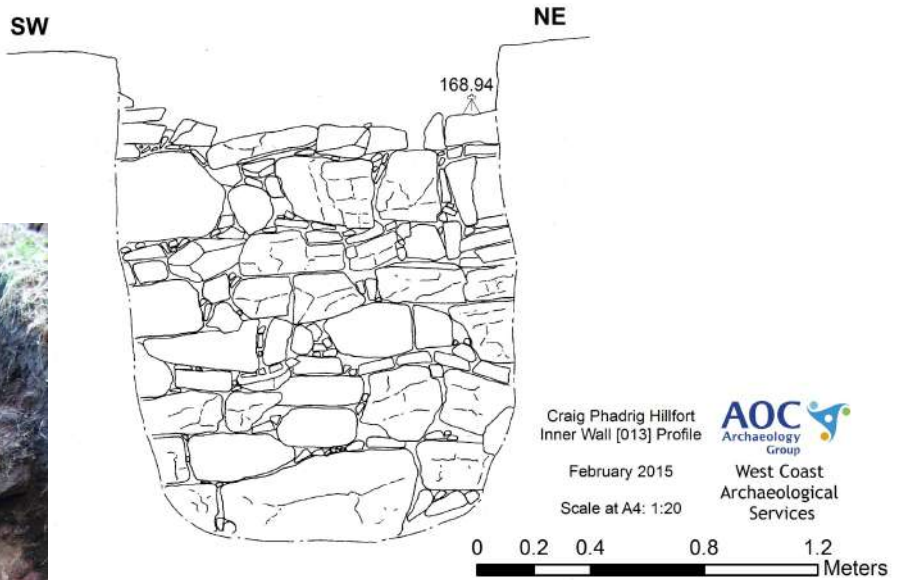 SW
NE
168.94
Craig Phadrig Hillfort
Inner Wall [013] Profile
February 2015
Scale at A4: 1:20
AOC
Archaeology
Group
West Coast
Archaeological
Services
0 0.2 0.4 0.8 1.2
Meters